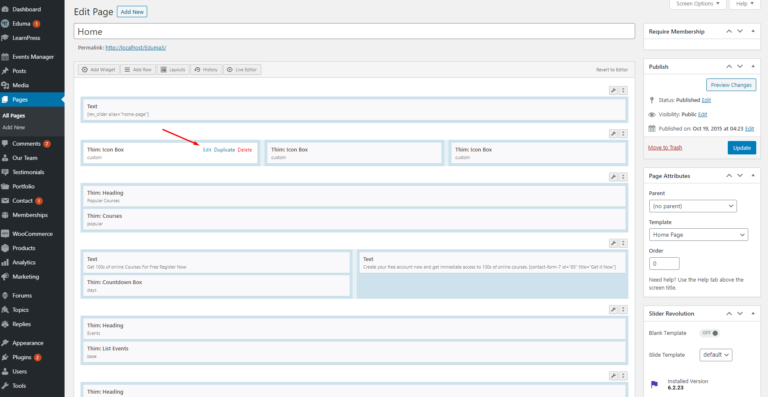 Screen Options
Help
Dashboard
Eduma 1
LearnPress
Events Manager
Posts
Media
Pages
All Pages
Add New
Comments 2
Our Team
Testimonials
Portfolio
Contact 1
Memberships
WooCommerce
Products
Analytics
Marketing
Forums
Topics
Replies
Appearance
Plugins 2
Users
Tools
Edit Page Add New
Home
Permalink: http://localhost/Eduma3/
Add Widget Add Row Layouts History Live Editor Revert to Editor
Text
[rev_slider alias="home-page"]
Thim: Icon Box Edit Duplicate Delete
custom
Thim: Icon Box
custom
Thim: Icon Box
custom
Thim: Heading
Popular Courses
Thim: Courses
popular
Text
Get 100s of online Courses For Free Register Now
Thim: Countdown Box
days
Text
Create your free account now and get immediate access to 100s of online courses. [contact-form-7 id="85" title="Get It Now"]
Thim: Heading
Events
Thim: List Events
base
Thim: Heading
Require Membership
Publish
Preview Changes
Status: Published Edit
Visibility: Public Edit
Published on: Oct 19, 2015 at 04:23 Edit
Move to Trash Update
Page Attributes
Parent
(no parent)
Template
Home Page
Order
0
Need help? Use the Help tab above the
screen title.
Slider Revolution
Blank Template OFF
Slide Template default
Installed Version
6.2.23